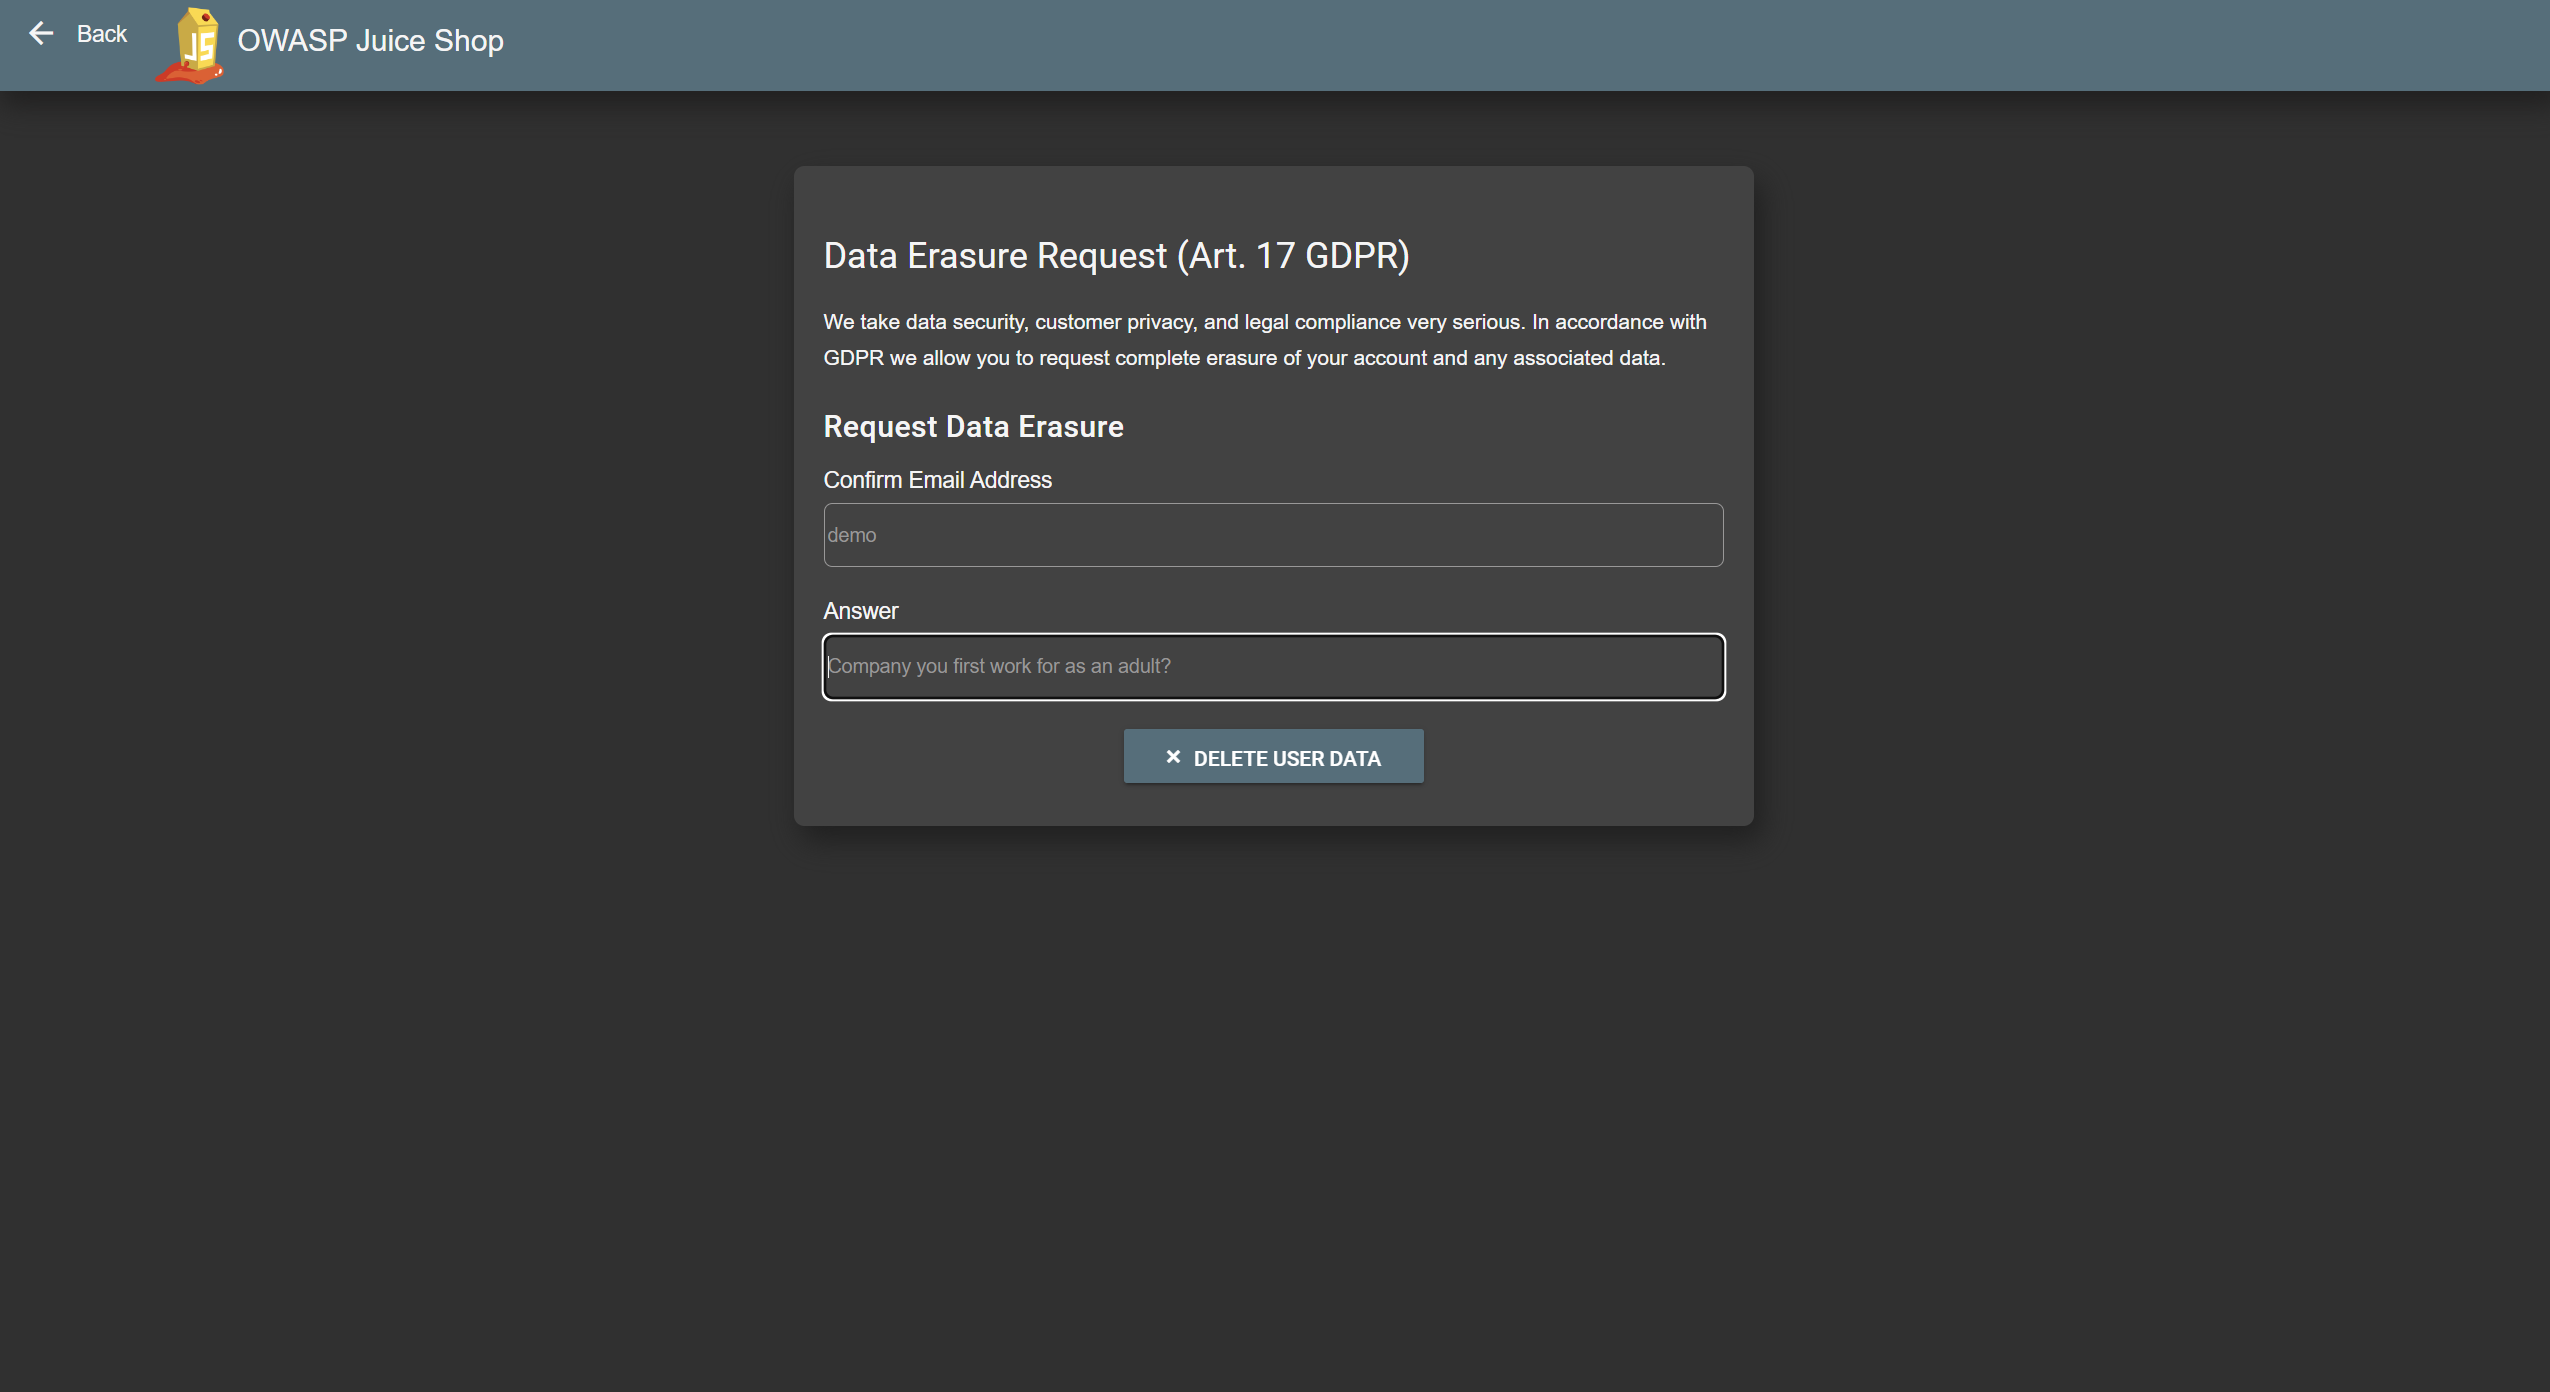 Back
JS
OWASP Juice Shop
Data Erasure Request (Art. 17 GDPR)
We take data security, customer privacy, and legal compliance very serious. In accordance with
GDPR we allow you to request complete erasure of your account and any associated data.
Request Data Erasure
Confirm Email Address
demo
Answer
Company you first work for as an adult?
DELETE USER DATA